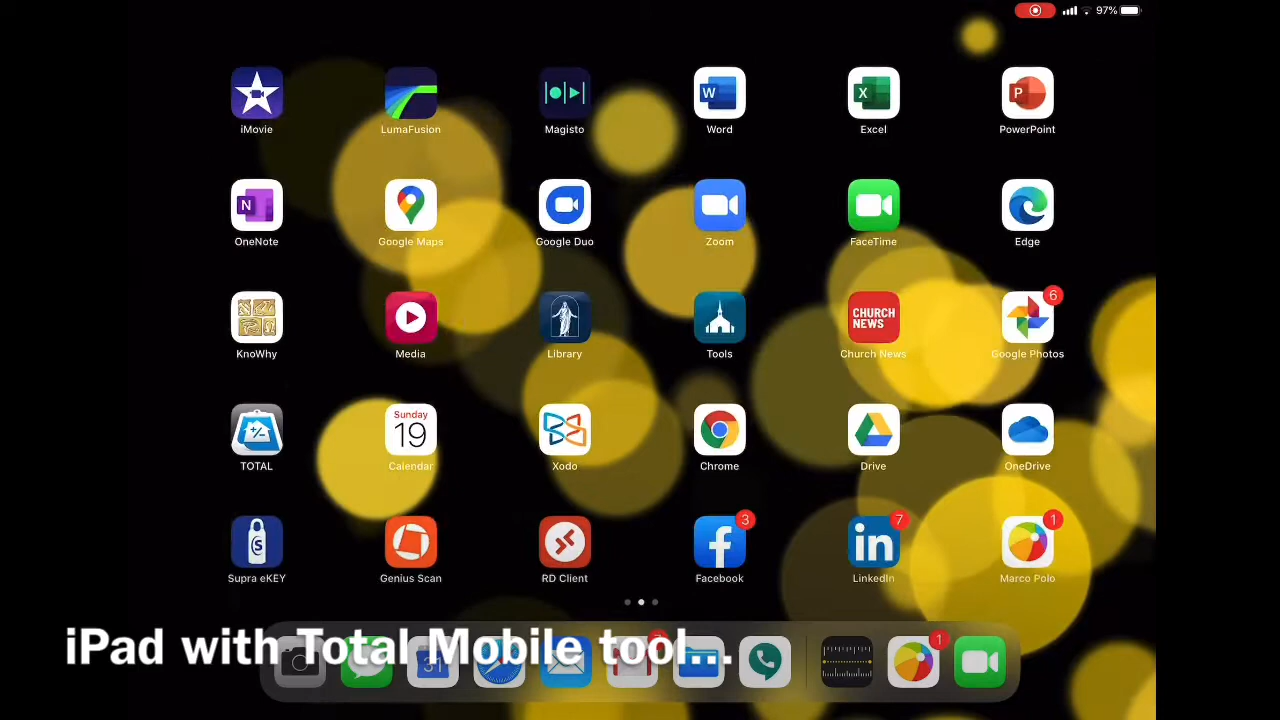 97%
iMovie LumaFusion Magisto Word Excel PowerPoint
W X P
N
OneNote Google Maps Google Duo Zoom FaceTime Edge
CHURCH
NEWS
6
KnoWhy Media Library Tools Church News Google Photos
Sunday
19
TOTAL Calendar Xodo Chrome Drive OneDrive
S
3
in
7
1
Supra eKEY Genius Scan RD Client Facebook LinkedIn Marco Polo
iPad with Total Mobile tool...
31
1